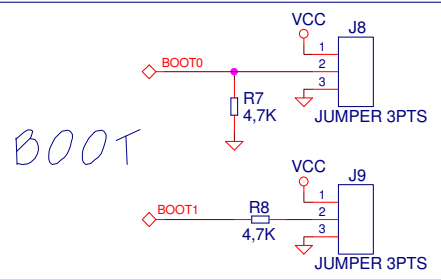 VCC
J8
1
BOOT0
2
3
R7
4,7K
JUMPER 3PTS
BOOT
VCC
J9
1
BOOT1
R8
2
4,7K
3
JUMPER 3PTS